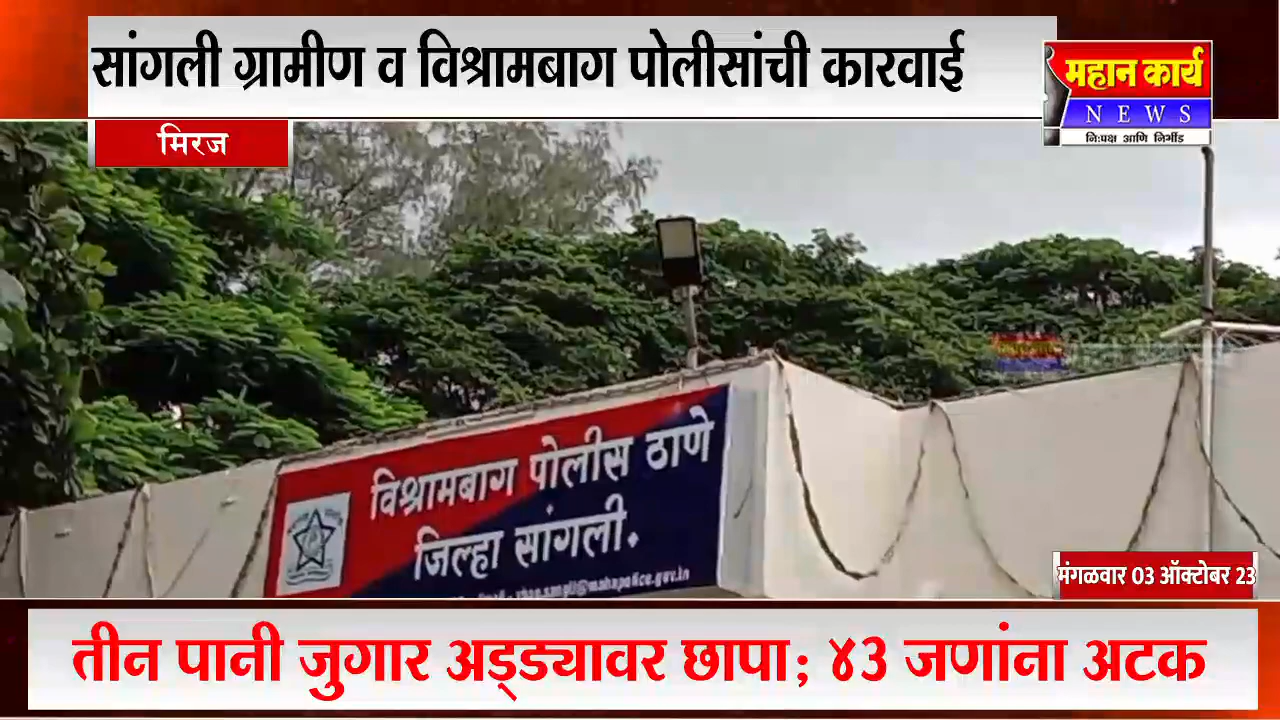 सांगली ग्रामीण व विश्रामबाग पोलीसांची कारवाई
महान कार्य
NEWS
निःपक्ष आणि निर्भीड
मिरज
विश्रामबाग पोलीस ठाणे
जिल्हा सांगली.
मंगळवार 03 ऑक्टोबर 23
तीन पानी जुगार अड्ड्यावर छापा; ४३ जणांना अटक